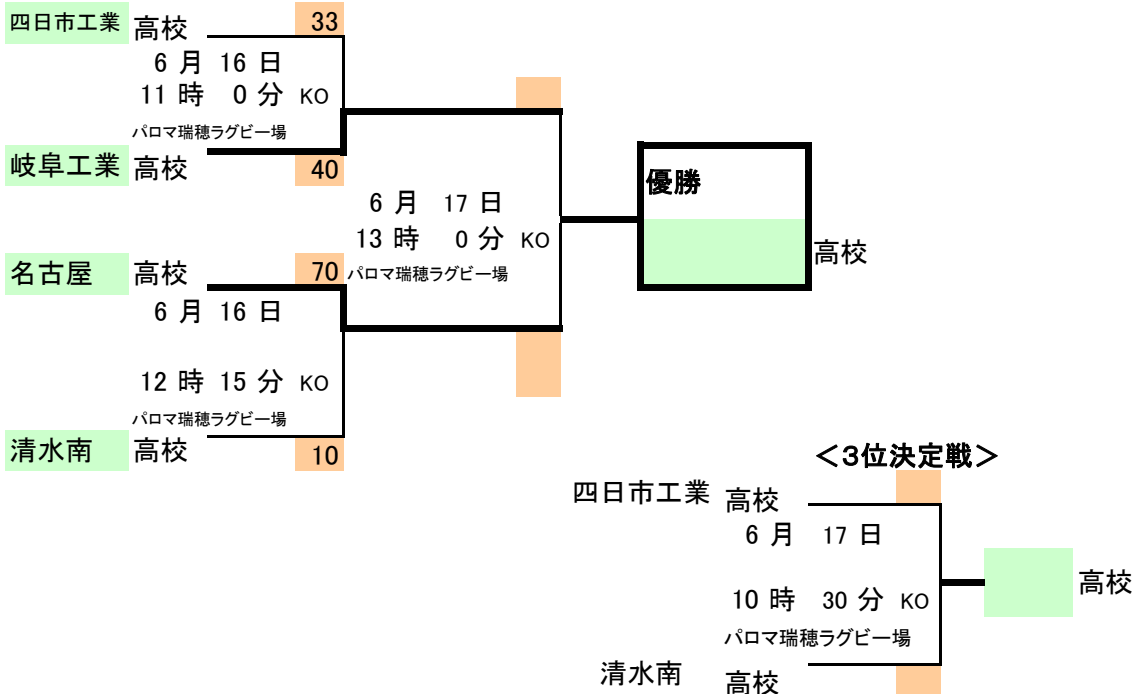 四日市工業 高校 33
6 月 16 日
11 時 0 分 KO
パロマ瑞穂ラグビー場
岐阜工業 高校 40
6 月 17 日
13 時 0 分 KO
パロマ瑞穂ラグビー場
優勝
高校
名古屋 高校 70
6 月 16 日
12 時 15 分 KO
パロマ瑞穂ラグビー場
清水南 高校 10
＜3位決定戦＞
四日市工業 高校
6 月 17 日
10 時 30 分 KO
パロマ瑞穂ラグビー場
高校
清水南 高校